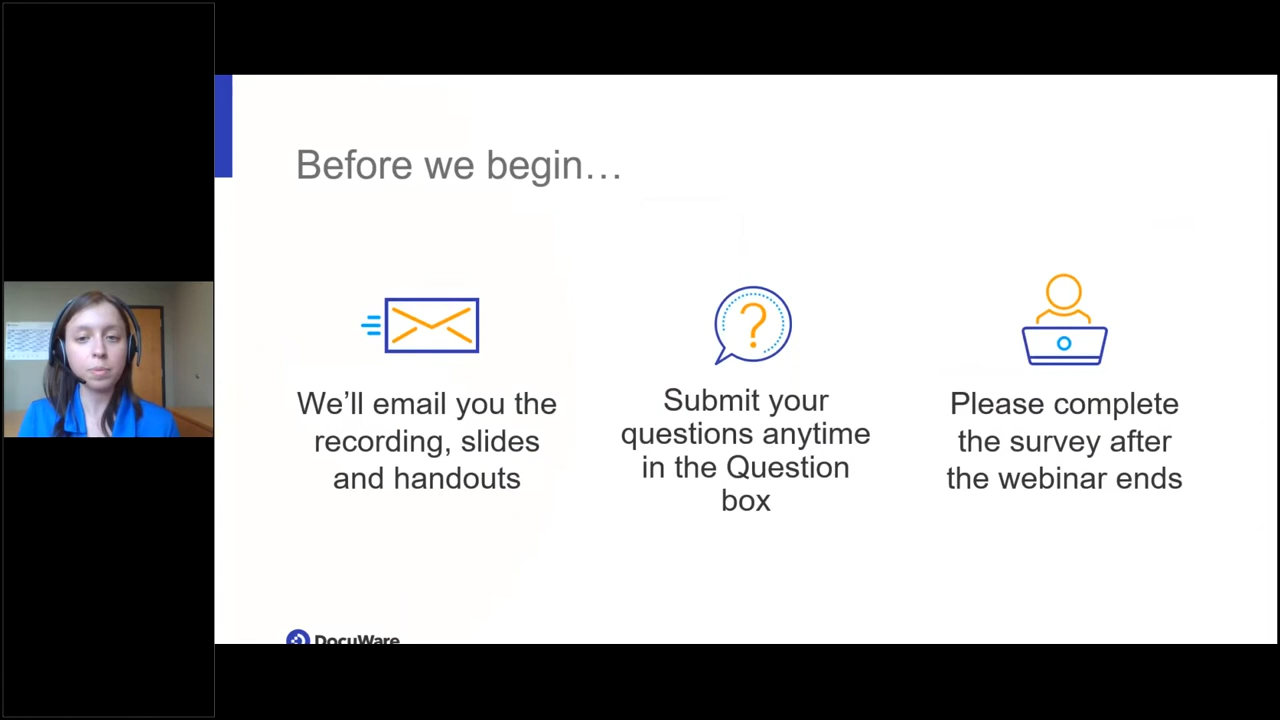 Before we begin…
We'll email you the
recording, slides
and handouts
Submit your
questions anytime
in the Question
box
Please complete
the survey after
the webinar ends
DocuWare